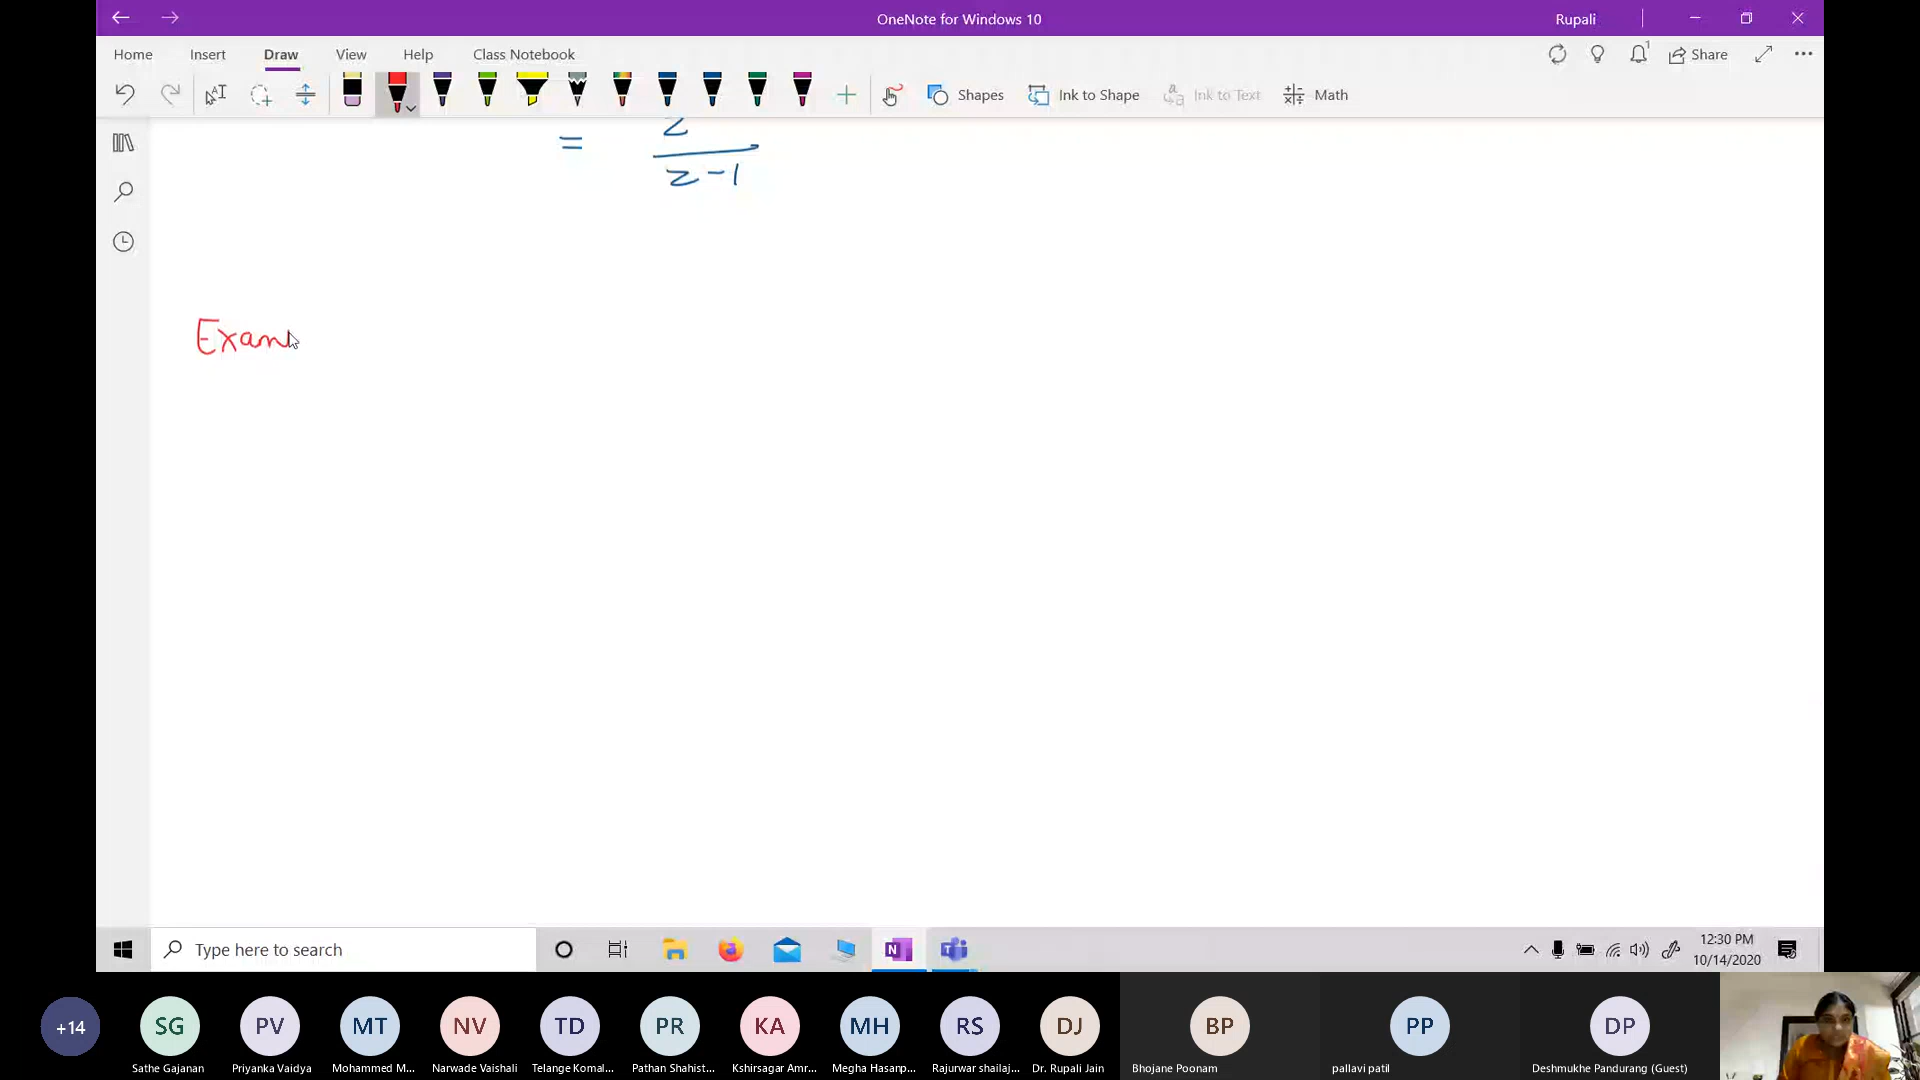 OneNote for Windows 10
Rupali
Home Insert Draw View Help Class Notebook
1
Share
Shapes
Ink to Shape
Ink to Text
Math
= z
z-1
Exam
Type here to search
12:30 PM
10/14/2020
+14
SG PV MT NV TD PR KA MH RS DJ BP PP DP
Sathe Gajanan Priyanka Vaidya Mohammed M... Narwade Vaishali Telange Komal... Pathan Shahist... Kshirsagar Amr... Megha Hasanp... Rajurwar shailaj... Dr. Rupali Jain Bhojane Poonam pallavi patil Deshmukhe Pandurang (Guest)